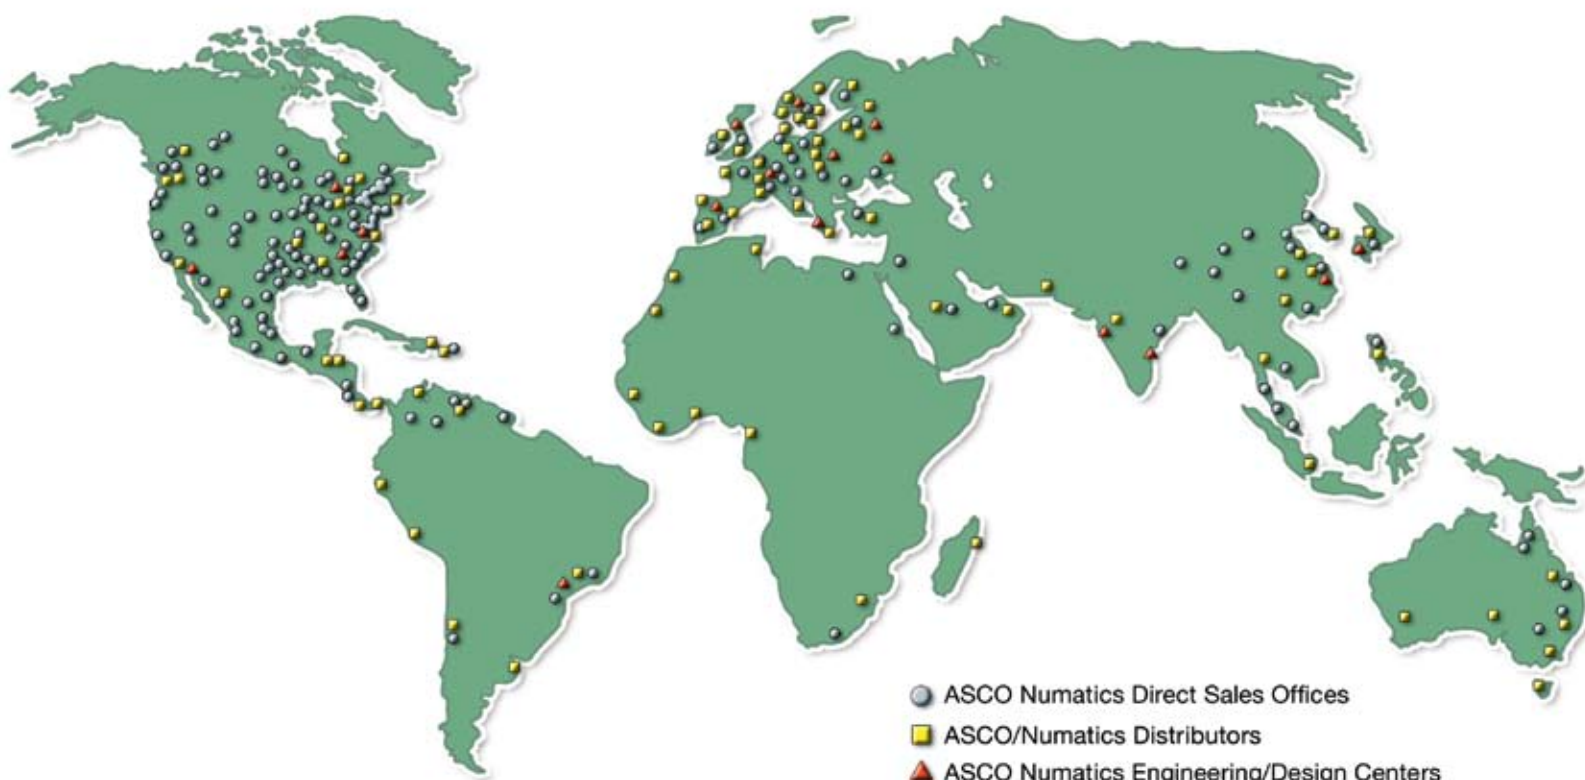 ASCO Numatics Direct Sales Offices
ASCO/Numatics Distributors
ASCO Numatics Engineering/Design Centers